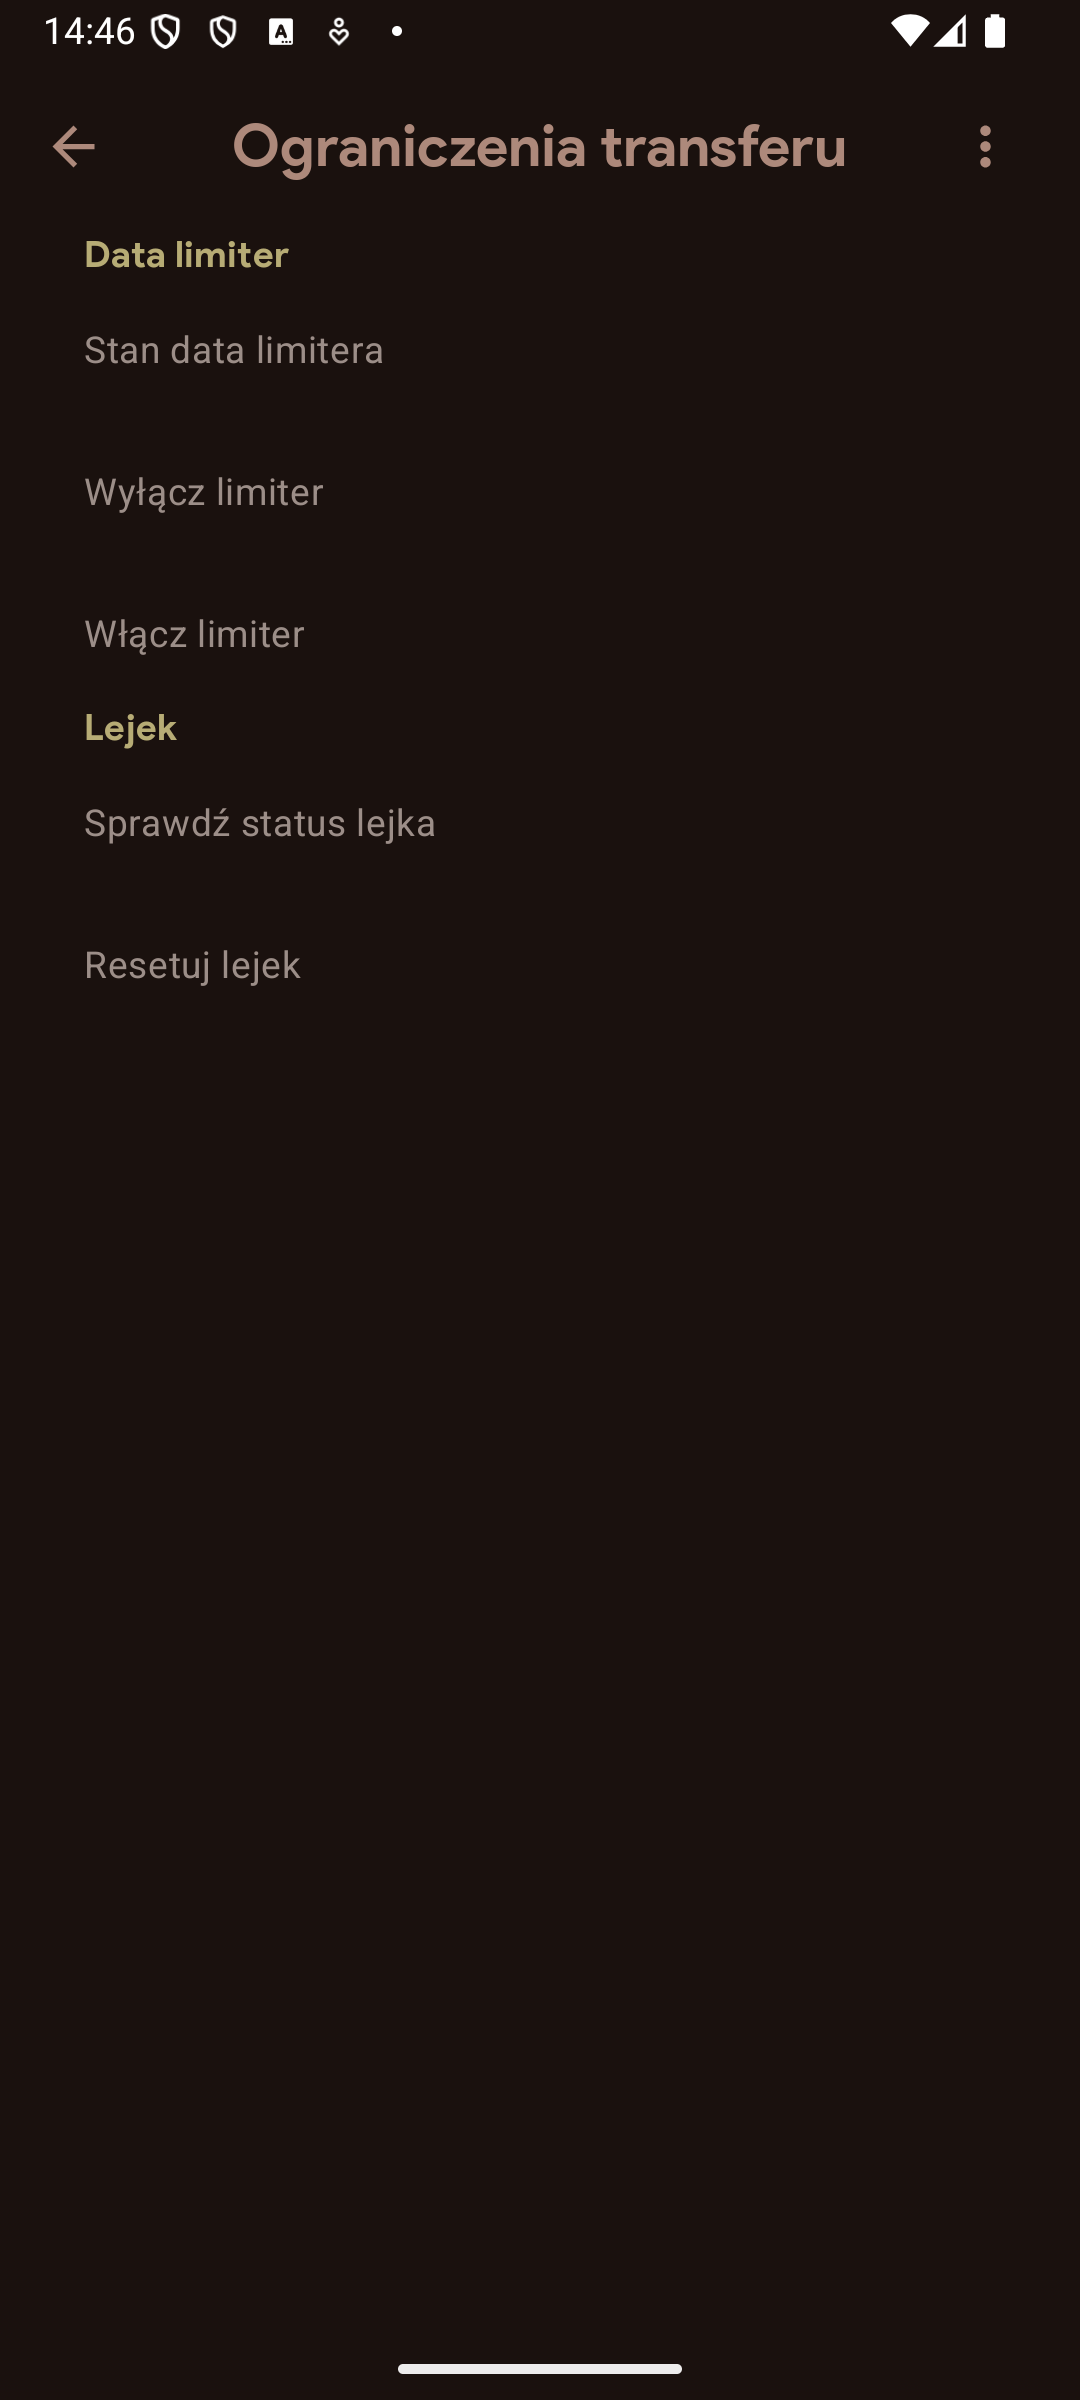 14:46
Ograniczenia transferu
Data limiter
Stan data limitera
Wyłącz limiter
Włącz limiter
Lejek
Sprawdź status lejka
Resetuj lejek